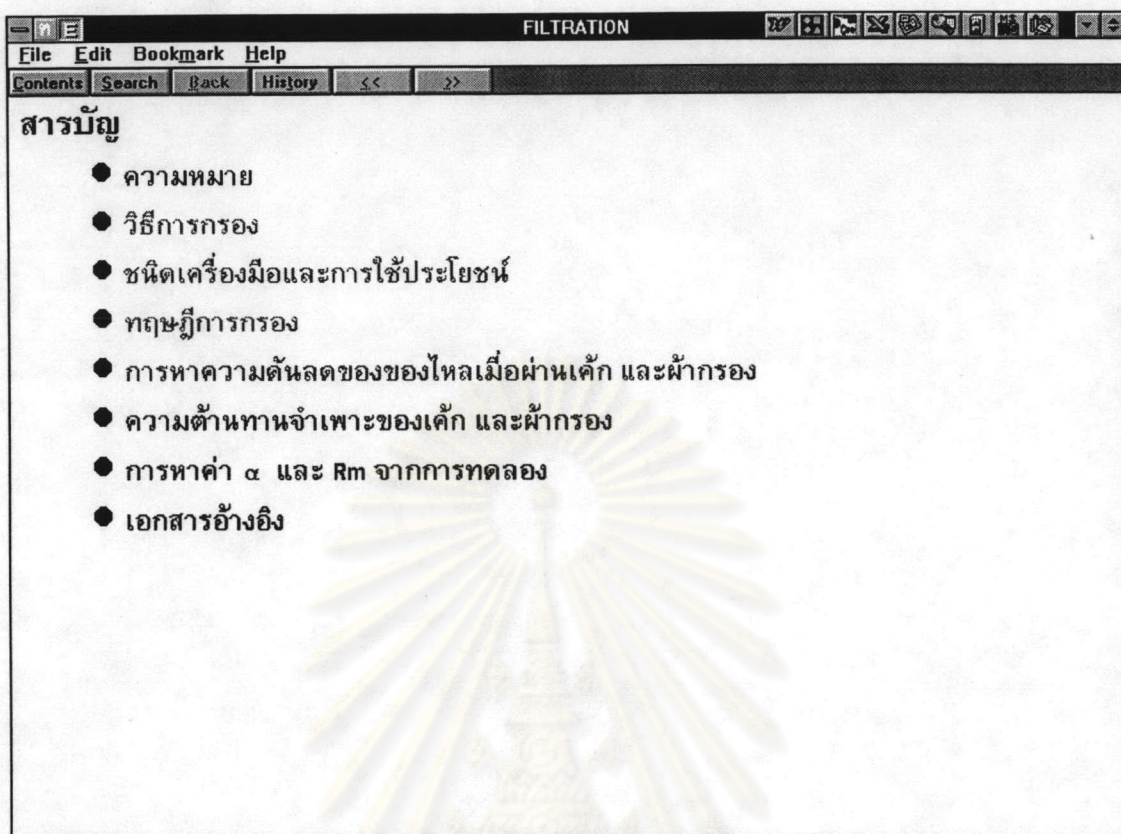 FILTRATION
File Edit Bookmark Help
Contents Search Back History << >>
สารบัญ
ความหมาย
วิธีการกรอง
ชนิดเครื่องมือและการใช้ประโยชน์
ทฤษฎีการกรอง
การหาความดันลดของของไหลเมื่อผ่านเค้ก และผ้ากรอง
ความต้านทานจำเพาะของเค้ก และผ้ากรอง
การหาค่า α และ Rm จากการทดลอง
เอกสารอ้างอิง